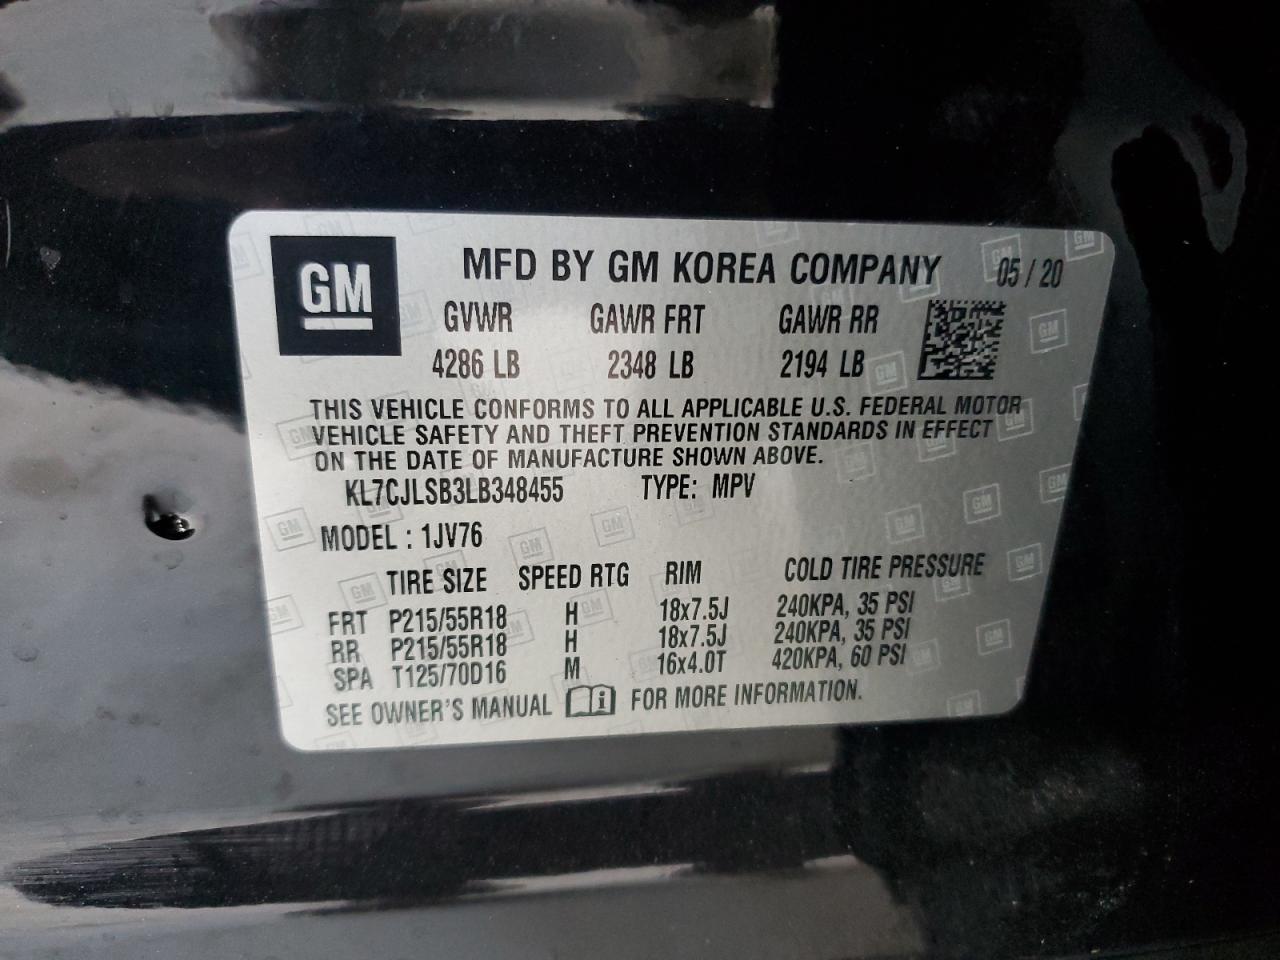 GM
MFD BY GM KOREA COMPANY 05 / 20
GVWR GAWR FRT GAWR RR
4286 LB 2348 LB 2194 LB
THIS VEHICLE CONFORMS TO ALL APPLICABLE U.S. FEDERAL MOTOR
VEHICLE SAFETY AND THEFT PREVENTION STANDARDS IN EFFECT
ON THE DATE OF MANUFACTURE SHOWN ABOVE.
KL7CJLSB3LB348455 TYPE: MPV
MODEL : 1JV76
TIRE SIZE SPEED RTG RIM COLD TIRE PRESSURE
FRT P215/55R18 H 18x7.5J 240KPA, 35 PSI
RR P215/55R18 H 18x7.5J 240KPA, 35 PSI
SPA T125/70D16 M 16x4.0T 420KPA, 60 PSI
SEE OWNER'S MANUAL FOR MORE INFORMATION.